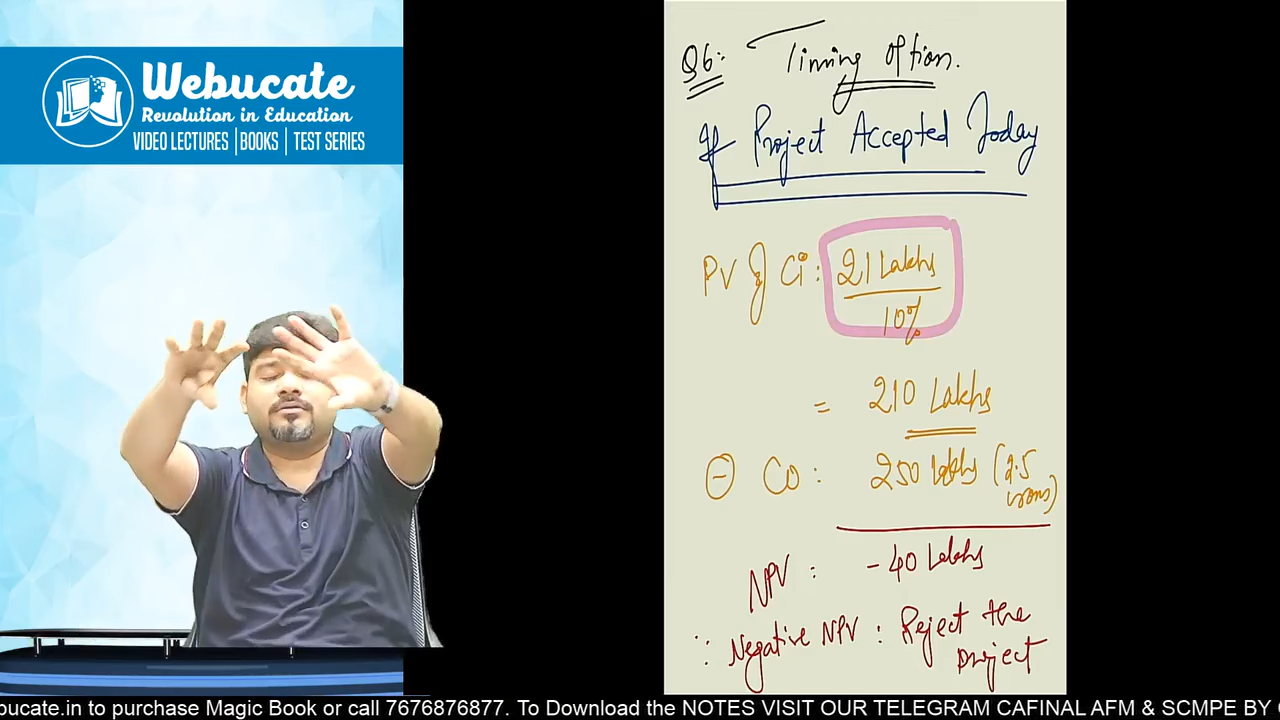 Webucate
Revolution in Education
VIDEO LECTURES | BOOKS | TEST SERIES
Q6: Timing Option.
If Project Accepted Today
PV of Ci: 21 Lakhs
10%
= 210 Lakhs
⊖ Co: 250 lakhs (2.5
crores)
NPV : -40 Lakhs
∴ Negative NPV : Reject the
project
bucate.in to purchase Magic Book or call 7676876877. To Download the NOTES VISIT OUR TELEGRAM CAFINAL AFM & SCMPE BY